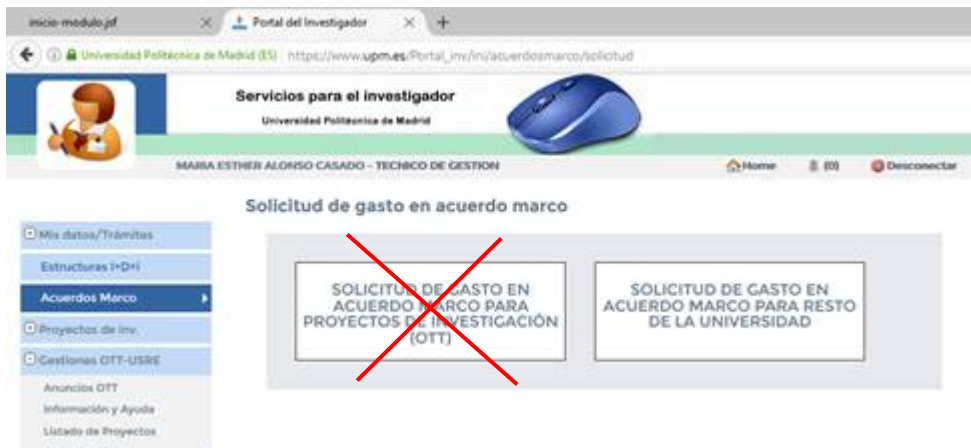 inicio-modulo.jsf
Portal del Investigador
Universidad Politécnica de Madrid (ES) https://www.upm.es/Portal_inv/ini/acuerdosmarco/solicitud
Servicios para el investigador
Universidad Politécnica de Madrid
MARIA ESTHER ALONSO CASADO - TECNICO DE GESTION
Home
(0)
Desconectar
Solicitud de gasto en acuerdo marco
Mis datos/Trámites
Estructuras I+D+i
Acuerdos Marco
Proyectos de Inv.
Gestiones OTT-USRE
Anuncios OTT
Información y Ayuda
Listado de Proyectos
SOLICITUD DE GASTO EN
ACUERDO MARCO PARA
PROYECTOS DE INVESTIGACIÓN
(OTT)
SOLICITUD DE GASTO EN
ACUERDO MARCO PARA RESTO
DE LA UNIVERSIDAD